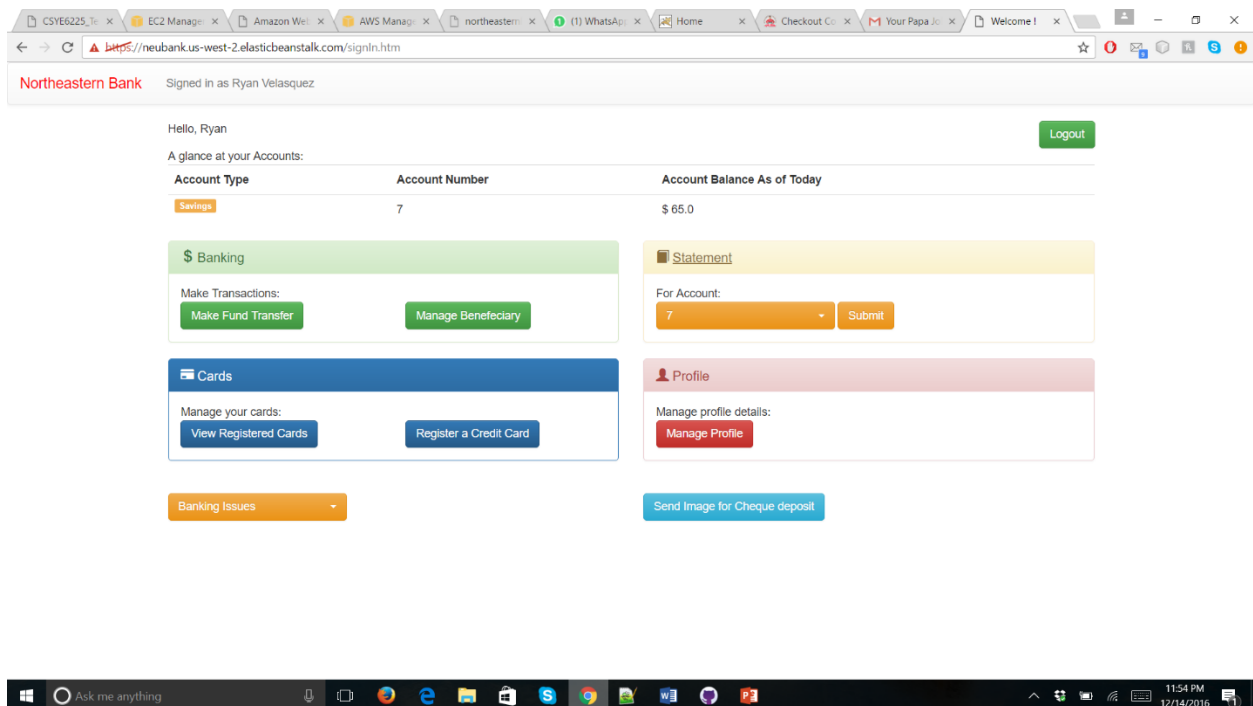 CSYE6225_Te EC2 Manage Amazon Web AWS Manage northeastern (1) WhatsAp Home Checkout Co Your Papa Jo Welcome !
https://neubank.us-west-2.elasticbeanstalk.com/signIn.htm
Northeastern Bank Signed in as Ryan Velasquez
Hello, Ryan
Logout
A glance at your Accounts:
Account Type Account Number Account Balance As of Today
Savings 7 $ 65.0
$ Banking Statement
Make Transactions: For Account:
Make Fund Transfer Manage Benefeciary 7 Submit
Cards Profile
Manage your cards: Manage profile details:
View Registered Cards Register a Credit Card Manage Profile
Banking Issues Send Image for Cheque deposit
Ask me anything 11:54 PM
12/14/2016